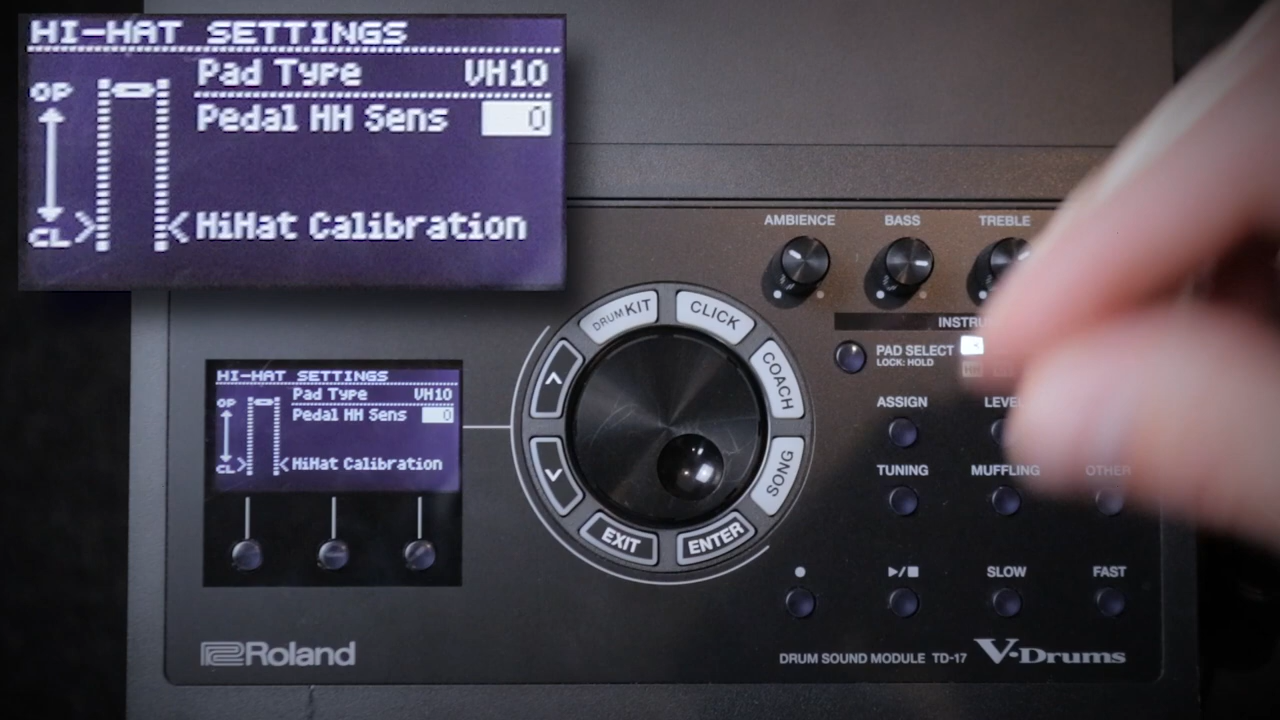 HI-HAT SETTINGS
Pad Type VH10
OP
Pedal HH Sens 0
CL HiHat Calibration
AMBIENCE BASS TREBLE
DRUM KIT CLICK
COACH
SONG
ENTER
EXIT
PAD SELECT
LOCK: HOLD
HI-HAT SETTINGS
Pad Type VH10
OP
Pedal HH Sens 0
CL HiHat Calibration
ASSIGN
TUNING MUFFLING OTHER
SLOW FAST
Roland
DRUM SOUND MODULE TD-17 V-Drums